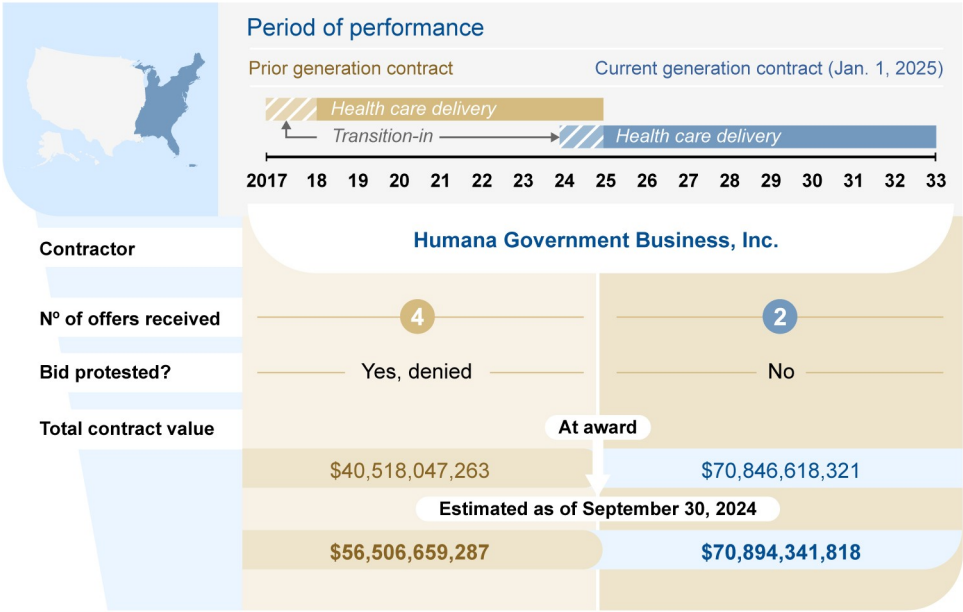 Period of performance
Prior generation contract
Current generation contract (Jan. 1, 2025)
Health care delivery
Transition-in
Health care delivery
2017 18 19 20 21 22 23 24 25 26 27 28 29 30 31 32 33
Contractor
Humana Government Business, Inc.
Nº of offers received
4
2
Bid protested?
Yes, denied
No
Total contract value
At award
$40,518,047,263
$70,846,618,321
Estimated as of September 30, 2024
$56,506,659,287
$70,894,341,818